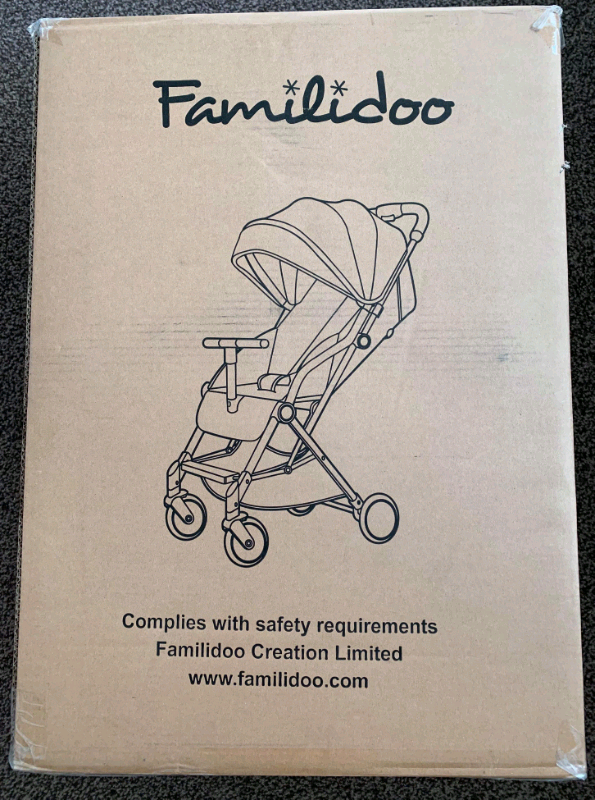 Familidoo
Complies with safety requirements
Familidoo Creation Limited
www.familidoo.com